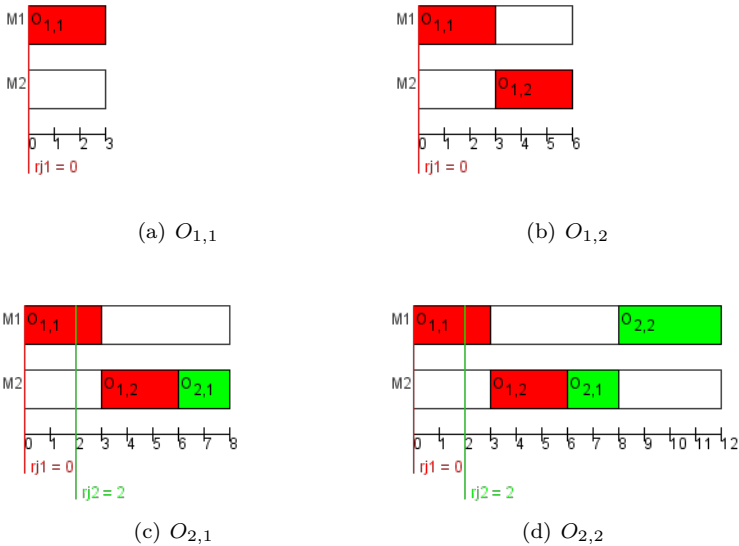 M1 O1,1
M2
0 1 2 3
rj1 = 0
(a) O1,1
M1 O1,1
M2 O1,2
0 1 2 3 4 5 6
rj1 = 0
(b) O1,2
M1 O1,1
M2 O1,2 O2,1
0 1 2 3 4 5 6 7 8
rj1 = 0
rj2 = 2
(c) O2,1
M1 O1,1 O2,2
M2 O1,2 O2,1
0 1 2 3 4 5 6 7 8 9 10 11 12
rj1 = 0
rj2 = 2
(d) O2,2